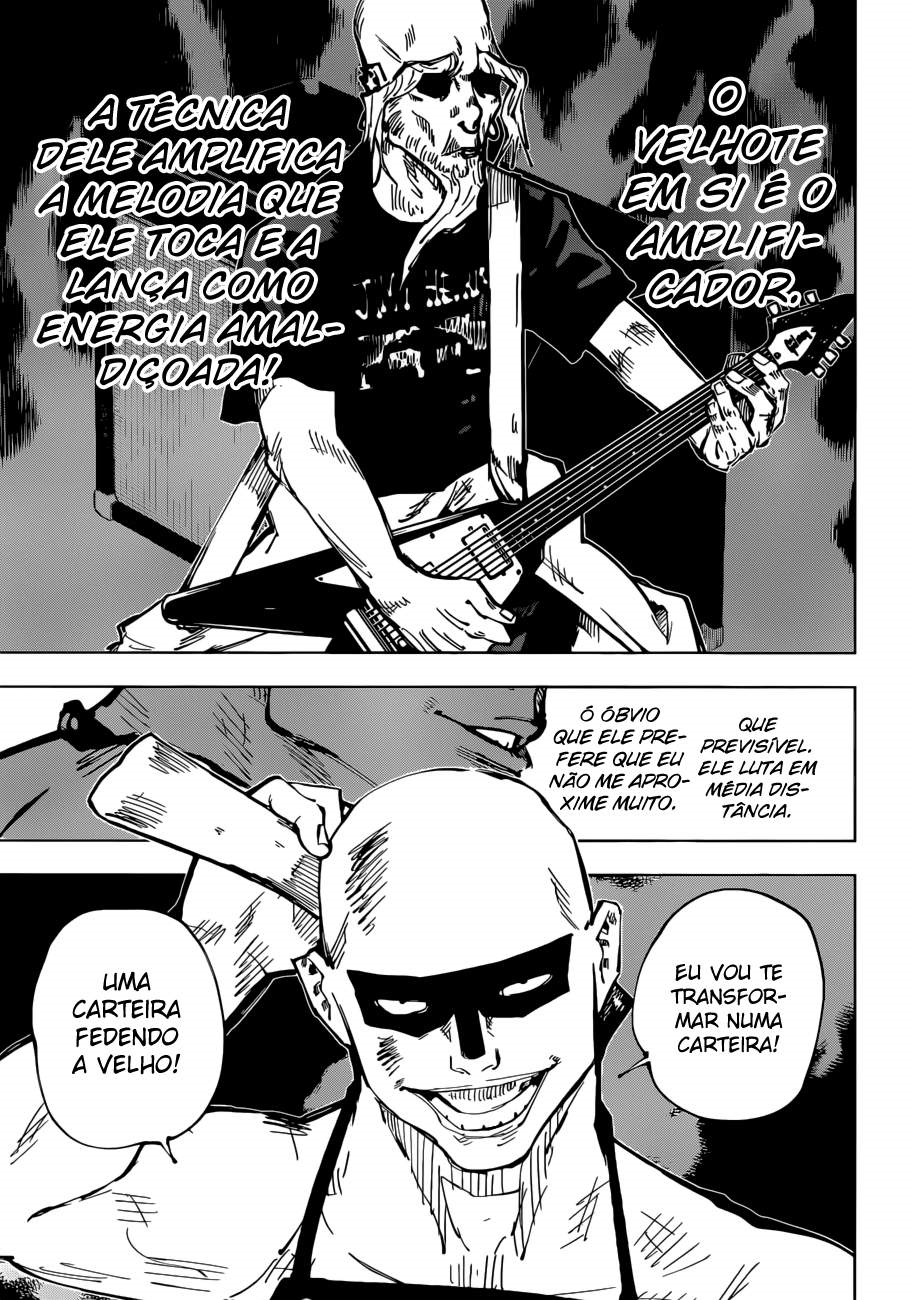 O
VELHOTE
EM SI É O
AMPLIFI-
CADOR.
A TÉCNICA
DELE AMPLIFICA
A MELODIA QUE
ELE TOCA E A
LANÇA COMO
ENERGIA AMAL-
DIÇOADA!
QUE
PREVISÍVEL.
ELE LUTA EM
MÉDIA DIS-
TÂNCIA.
Ó ÓBVIO
QUE ELE PRE-
FERE QUE EU
NÃO ME APRO-
XIME MUITO.
EU VOU TE
TRANSFOR-
MAR NUMA
CARTEIRA!
UMA
CARTEIRA
FEDENDO
A VELHO!